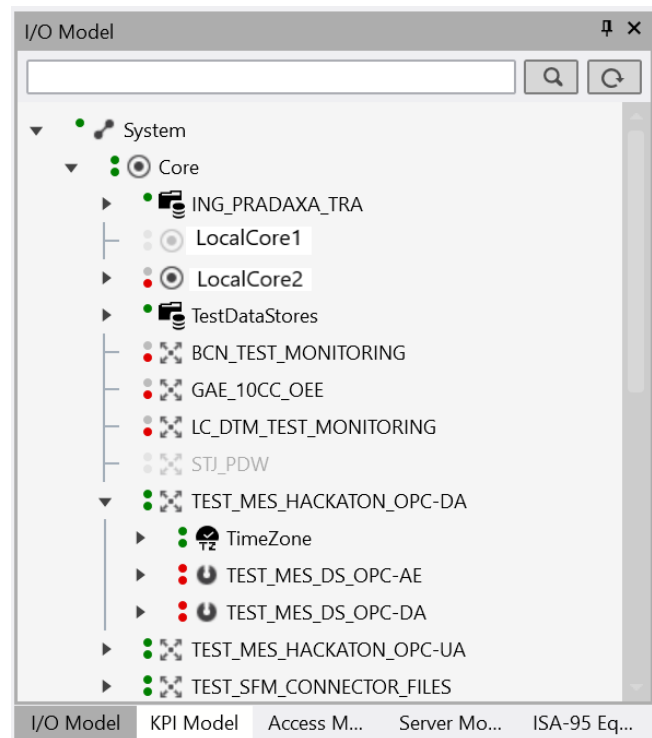 I/O Model
System
Core
ING_PRADAXA_TRA
LocalCore1
LocalCore2
TestDataStores
BCN_TEST_MONITORING
GAE_10CC_OEE
LC_DTM_TEST_MONITORING
STJ_PDW
TEST_MES_HACKATON_OPC-DA
TZ TimeZone
TEST_MES_DS_OPC-AE
TEST_MES_DS_OPC-DA
TEST_MES_HACKATON_OPC-UA
TEST_SFM_CONNECTOR_FILES
I/O Model KPI Model Access M... Server Mo... ISA-95 Eq...